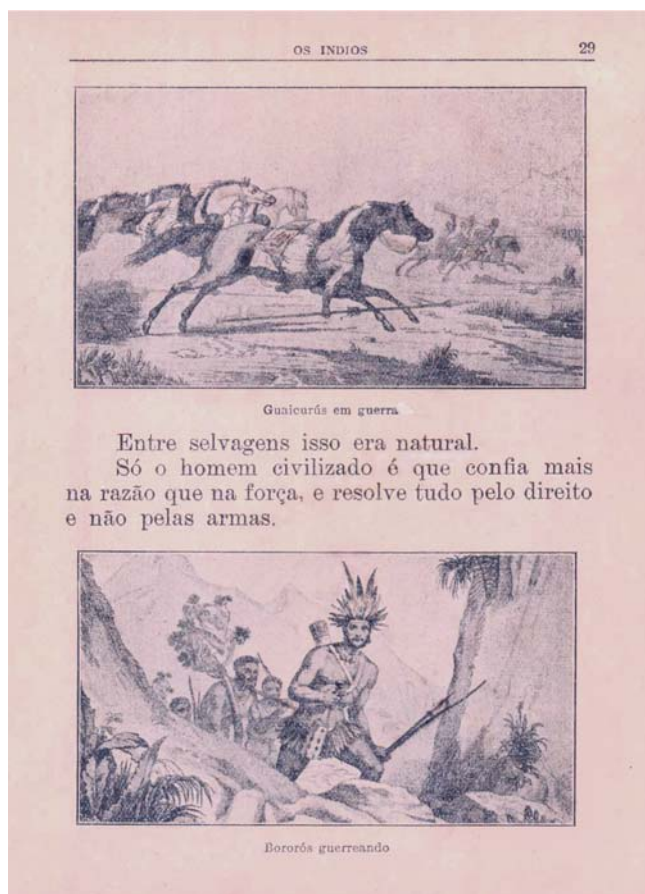 OS INDIOS 29
Guaicurús em guerra
Entre selvagens isso era natural.
Só o homem civilizado é que confia mais
na razão que na força, e resolve tudo pelo direito
e não pelas armas.
Bororós guerreando